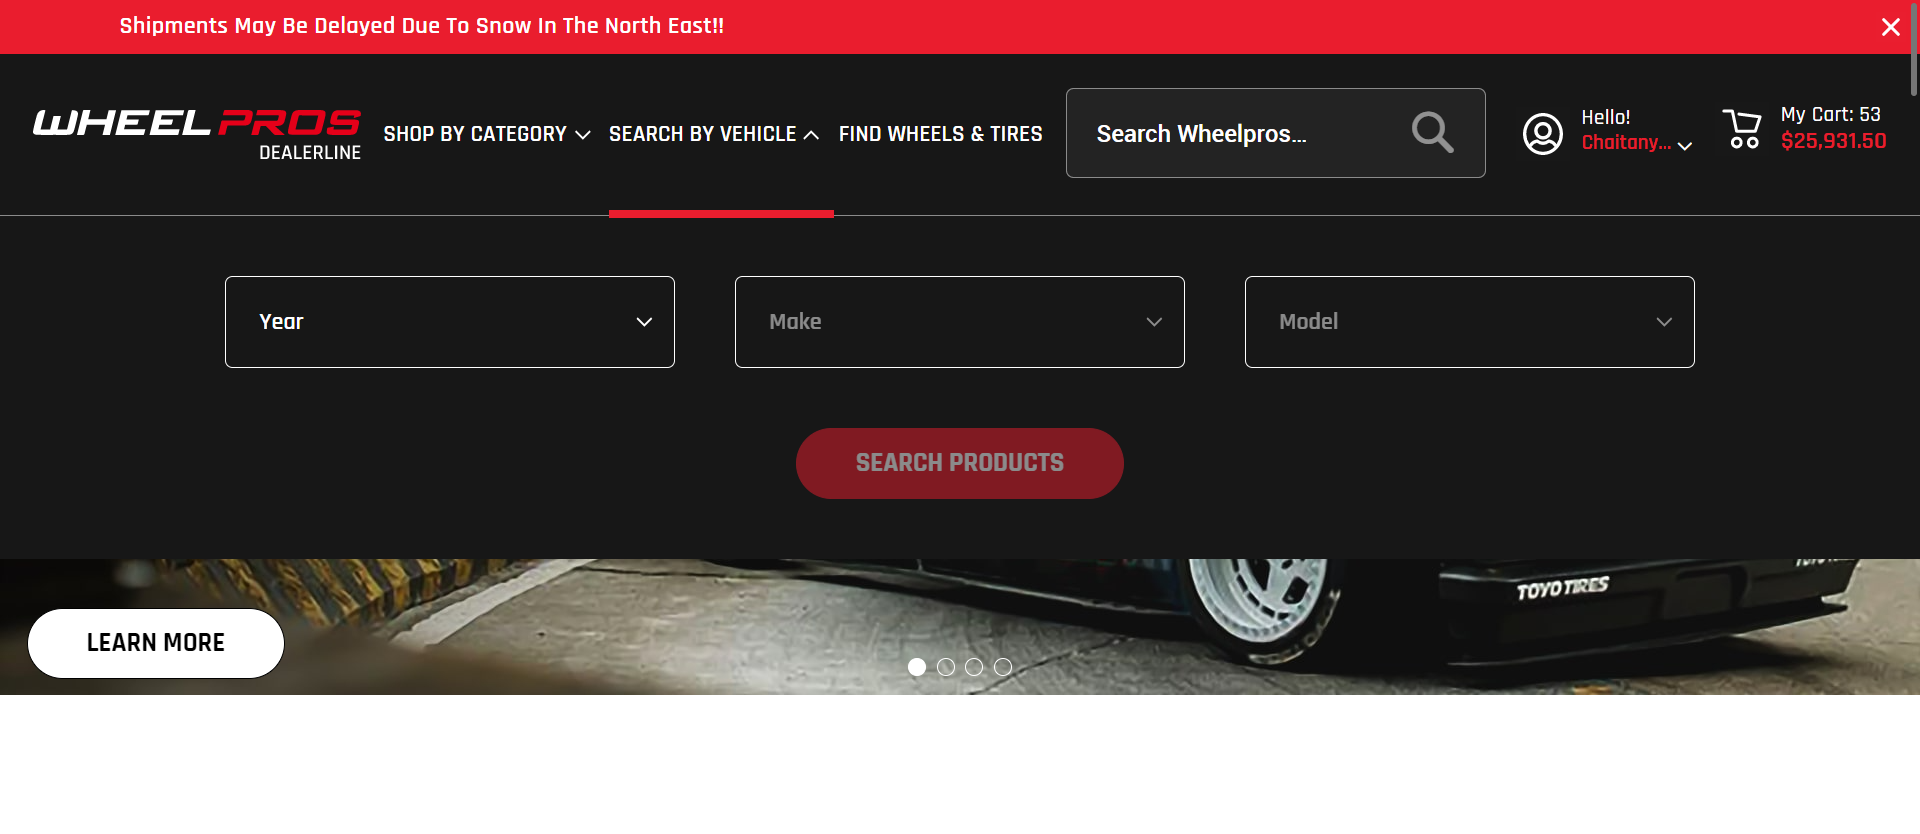 Shipments May Be Delayed Due To Snow In The North East!!
WHEEL PROS
DEALERLINE
SHOP BY CATEGORY
SEARCH BY VEHICLE
FIND WHEELS & TIRES
Search Wheelpros...
Hello!
Chaitany...
My Cart: 53
$25,931.50
Year
Make
Model
SEARCH PRODUCTS
TOYO TIRES
LEARN MORE